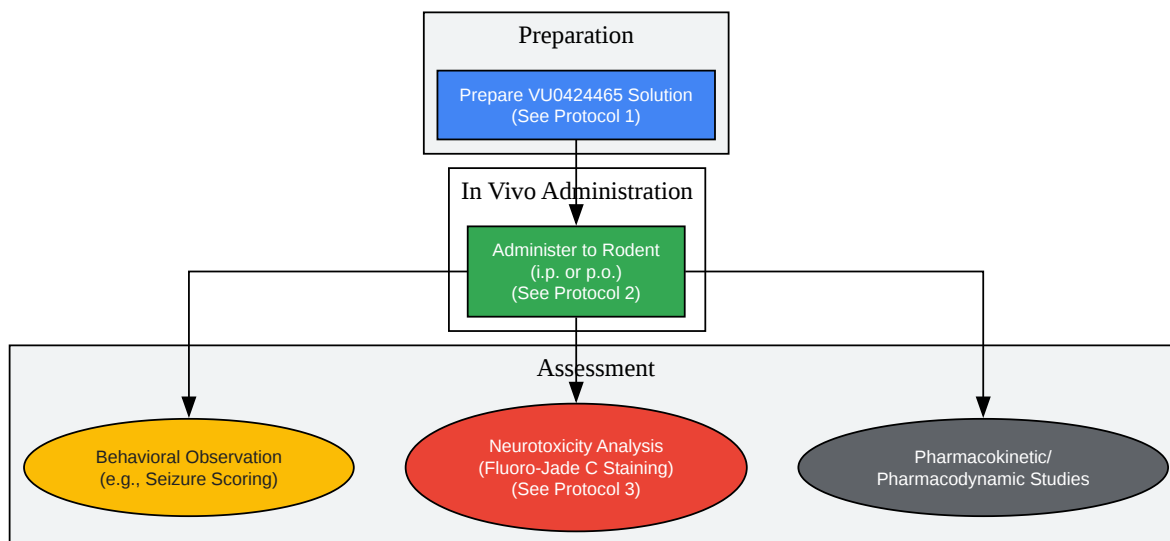 Preparation
Prepare VU0424465 Solution
(See Protocol 1)
In Vivo Administration
Administer to Rodent
(i.p. or p.o.)
(See Protocol 2)
Assessment
Behavioral Observation
(e.g., Seizure Scoring)
Neurotoxicity Analysis
(Fluoro-Jade C Staining)
(See Protocol 3)
Pharmacokinetic/
Pharmacodynamic Studies